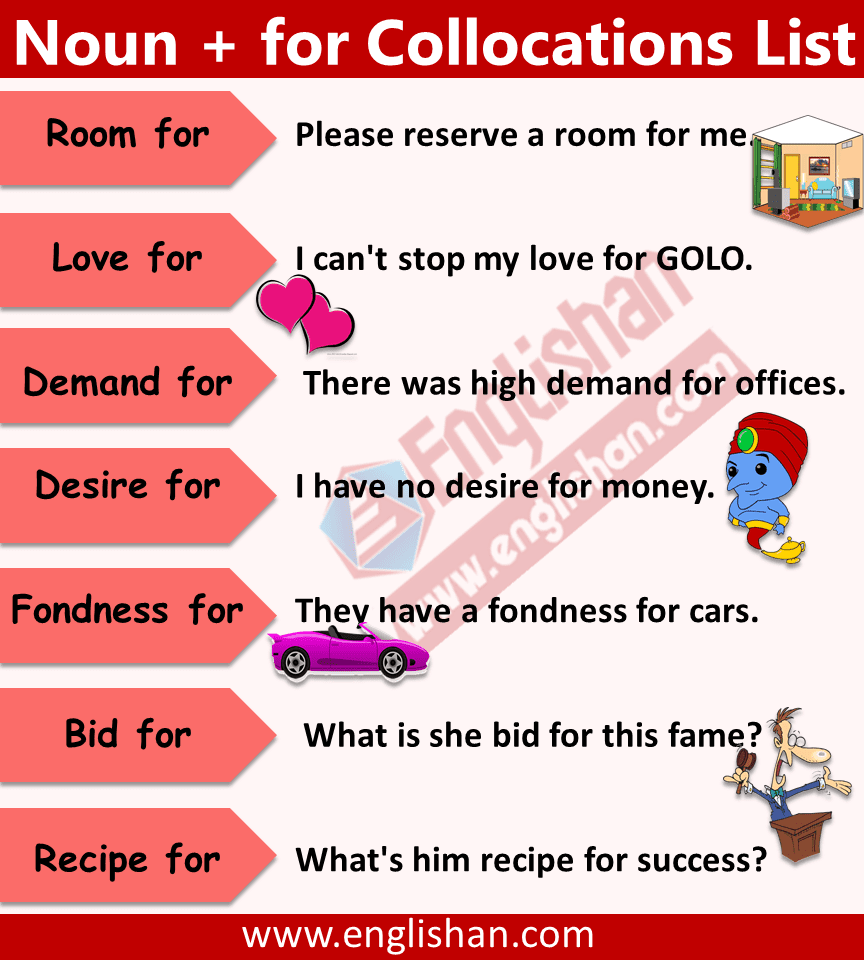 Noun + for Collocations List
Room for
Please reserve a room for me.
Love for
I can't stop my love for GOLO.
Demand for
There was high demand for offices.
Desire for
I have no desire for money.
Fondness for
They have a fondness for cars.
Bid for
What is she bid for this fame?
Recipe for
What's him recipe for success?
Englishan
www.englishan.com
www.englishan.com